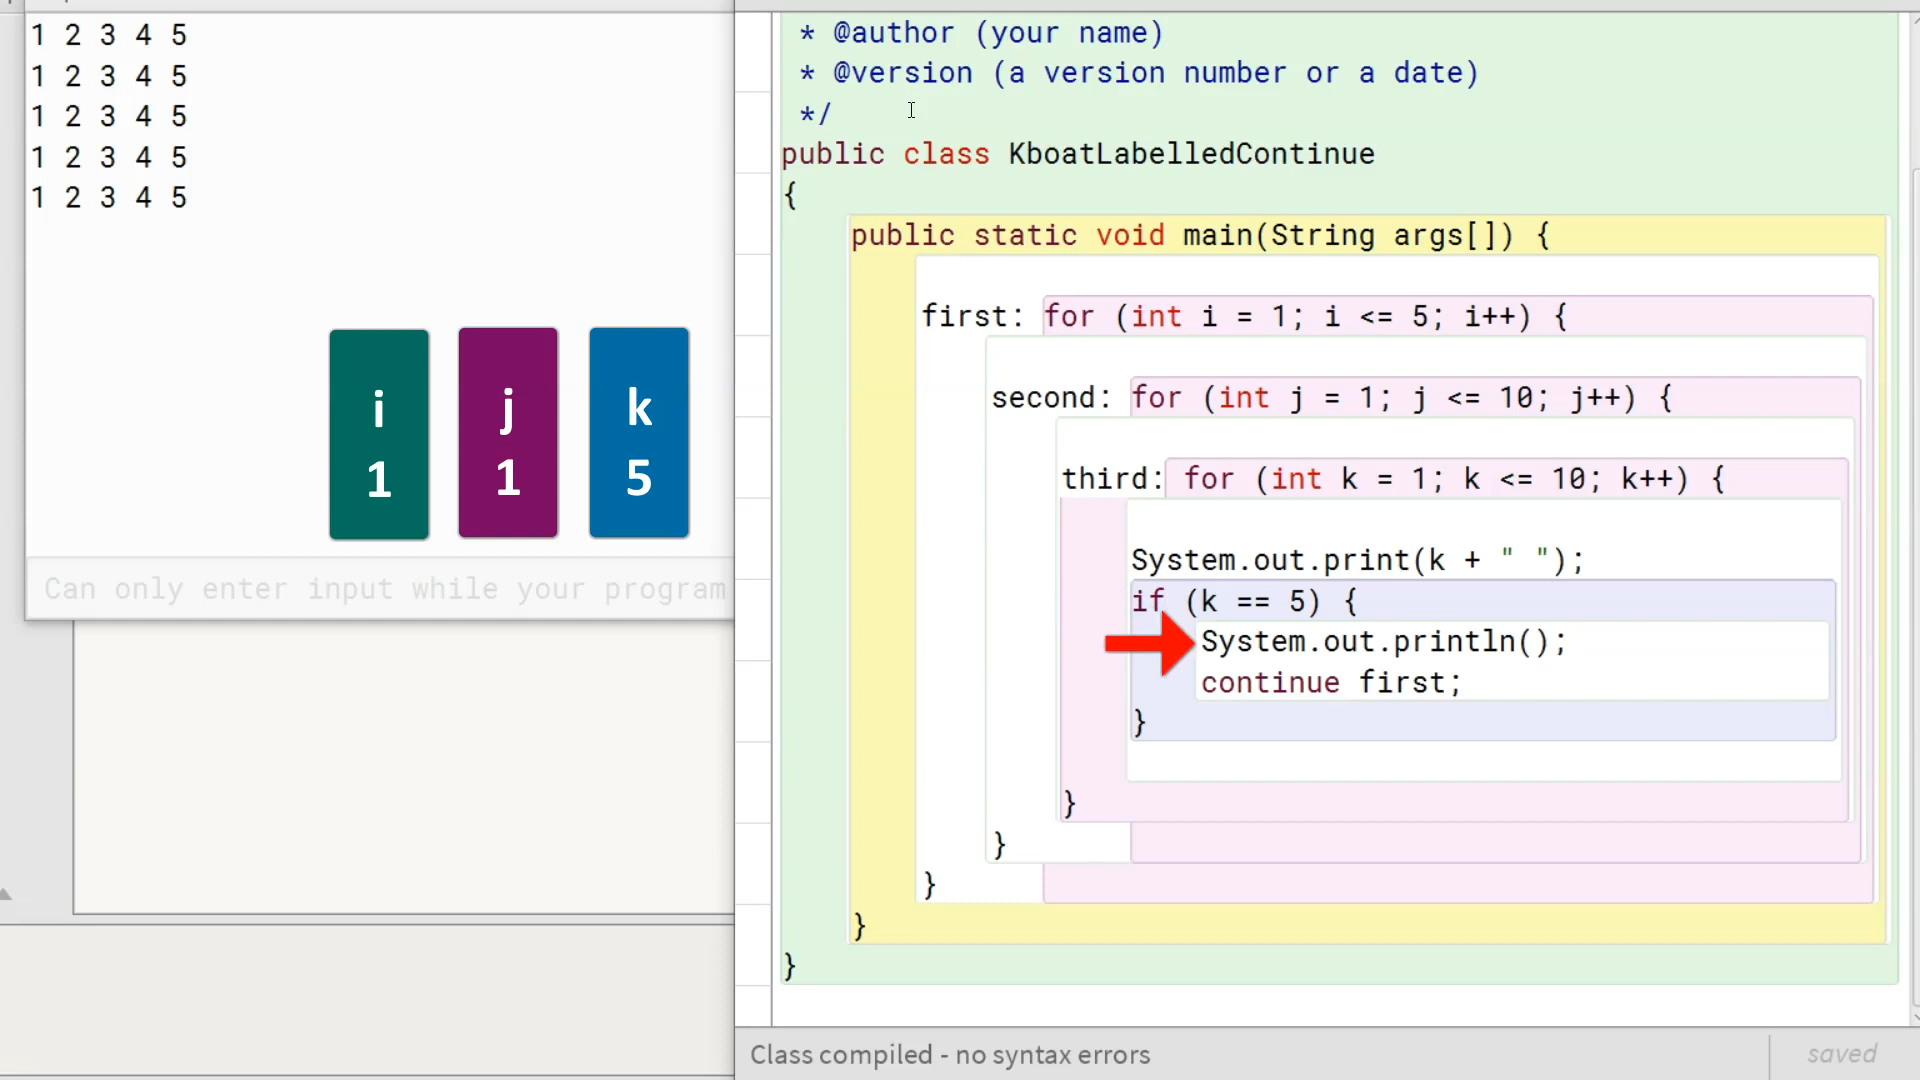 1 2 3 4 5
1 2 3 4 5
1 2 3 4 5
1 2 3 4 5
1 2 3 4 5
i
1
j
1
k
5
Can only enter input while your program
* @author (your name)
* @version (a version number or a date)
*/
public class KboatLabelledContinue
{
public static void main(String args[]) {
first: for (int i = 1; i <= 5; i++) {
second: for (int j = 1; j <= 10; j++) {
third: for (int k = 1; k <= 10; k++) {
System.out.print(k + " ");
if (k == 5) {
System.out.println();
continue first;
}
}
}
}
}
}
Class compiled - no syntax errors
saved